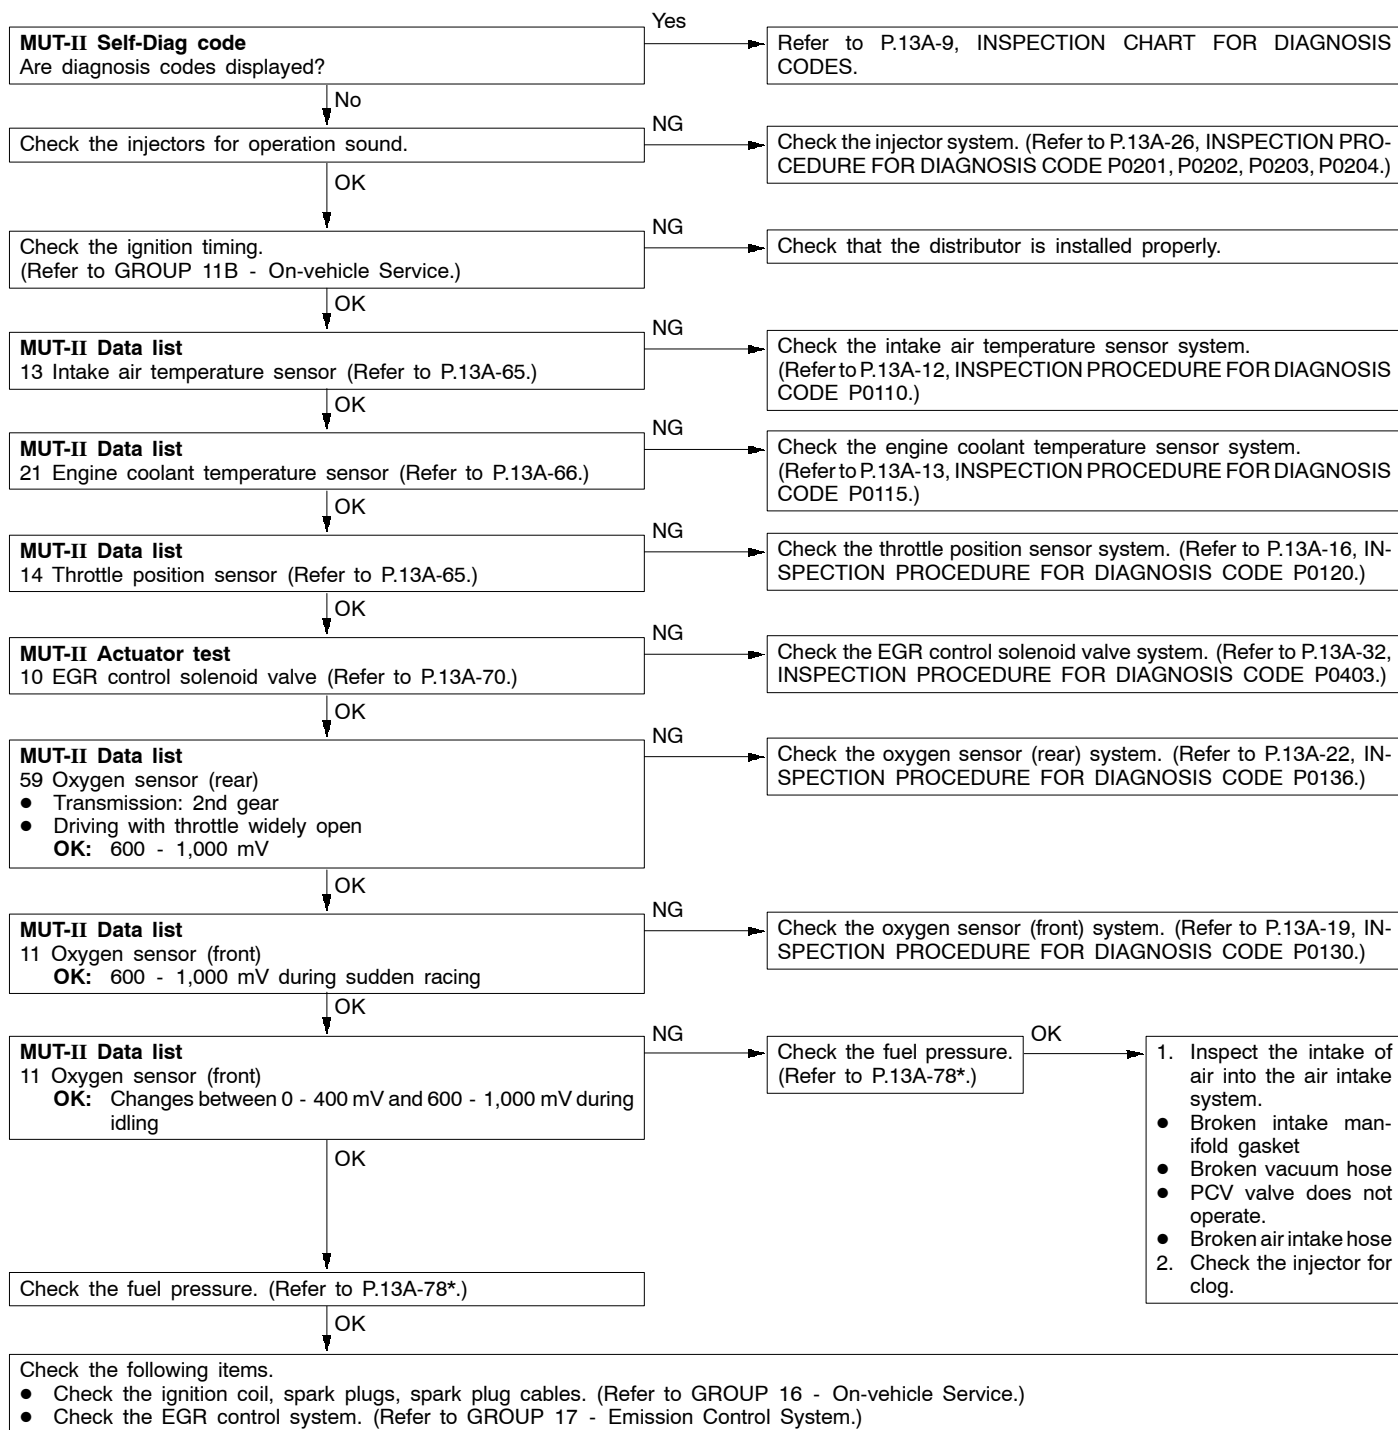 Yes
MUT-II Self-Diag code
Are diagnosis codes displayed?
Refer to P.13A-9, INSPECTION CHART FOR DIAGNOSIS
CODES.
No
Check the injectors for operation sound.
NG
Check the injector system. (Refer to P.13A-26, INSPECTION PRO-
CEDURE FOR DIAGNOSIS CODE P0201, P0202, P0203, P0204.)
OK
Check the ignition timing.
(Refer to GROUP 11B - On-vehicle Service.)
NG
Check that the distributor is installed properly.
OK
MUT-II Data list
13 Intake air temperature sensor (Refer to P.13A-65.)
NG
Check the intake air temperature sensor system.
(Refer to P.13A-12, INSPECTION PROCEDURE FOR DIAGNOSIS
CODE P0110.)
OK
MUT-II Data list
21 Engine coolant temperature sensor (Refer to P.13A-66.)
NG
Check the engine coolant temperature sensor system.
(Refer to P.13A-13, INSPECTION PROCEDURE FOR DIAGNOSIS
CODE P0115.)
OK
MUT-II Data list
14 Throttle position sensor (Refer to P.13A-65.)
NG
Check the throttle position sensor system. (Refer to P.13A-16, IN-
SPECTION PROCEDURE FOR DIAGNOSIS CODE P0120.)
OK
MUT-II Actuator test
10 EGR control solenoid valve (Refer to P.13A-70.)
NG
Check the EGR control solenoid valve system. (Refer to P.13A-32,
INSPECTION PROCEDURE FOR DIAGNOSIS CODE P0403.)
OK
MUT-II Data list
59 Oxygen sensor (rear)
● Transmission: 2nd gear
● Driving with throttle widely open
OK: 600 - 1,000 mV
NG
Check the oxygen sensor (rear) system. (Refer to P.13A-22, IN-
SPECTION PROCEDURE FOR DIAGNOSIS CODE P0136.)
OK
MUT-II Data list
11 Oxygen sensor (front)
OK: 600 - 1,000 mV during sudden racing
NG
Check the oxygen sensor (front) system. (Refer to P.13A-19, IN-
SPECTION PROCEDURE FOR DIAGNOSIS CODE P0130.)
OK
MUT-II Data list
11 Oxygen sensor (front)
OK: Changes between 0 - 400 mV and 600 - 1,000 mV during
idling
NG
Check the fuel pressure.
(Refer to P.13A-78*.)
OK
1. Inspect the intake of
air into the air intake
system.
● Broken intake man-
ifold gasket
● Broken vacuum hose
● PCV valve does not
operate.
● Broken air intake hose
2. Check the injector for
clog.
OK
Check the fuel pressure. (Refer to P.13A-78*.)
OK
Check the following items.
● Check the ignition coil, spark plugs, spark plug cables. (Refer to GROUP 16 - On-vehicle Service.)
● Check the EGR control system. (Refer to GROUP 17 - Emission Control System.)